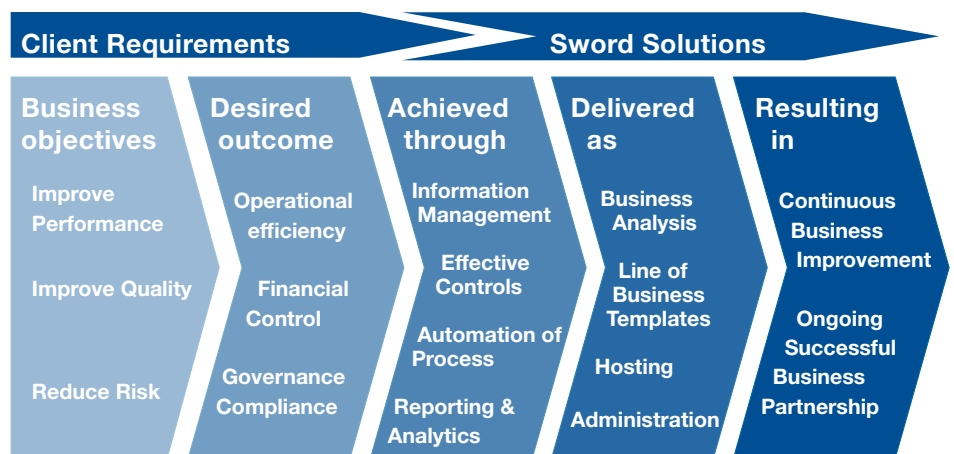 Client Requirements
Sword Solutions
Business
objectives
Improve
Performance
Improve Quality
Reduce Risk
Desired
outcome
Operational
efficiency
Financial
Control
Governance
Compliance
Achieved
through
Information
Management
Effective
Controls
Automation of
Process
Reporting &
Analytics
Delivered
as
Business
Analysis
Line of
Business
Templates
Hosting
Administration
Resulting
in
Continuous
Business
Improvement
Ongoing
Successful
Business
Partnership